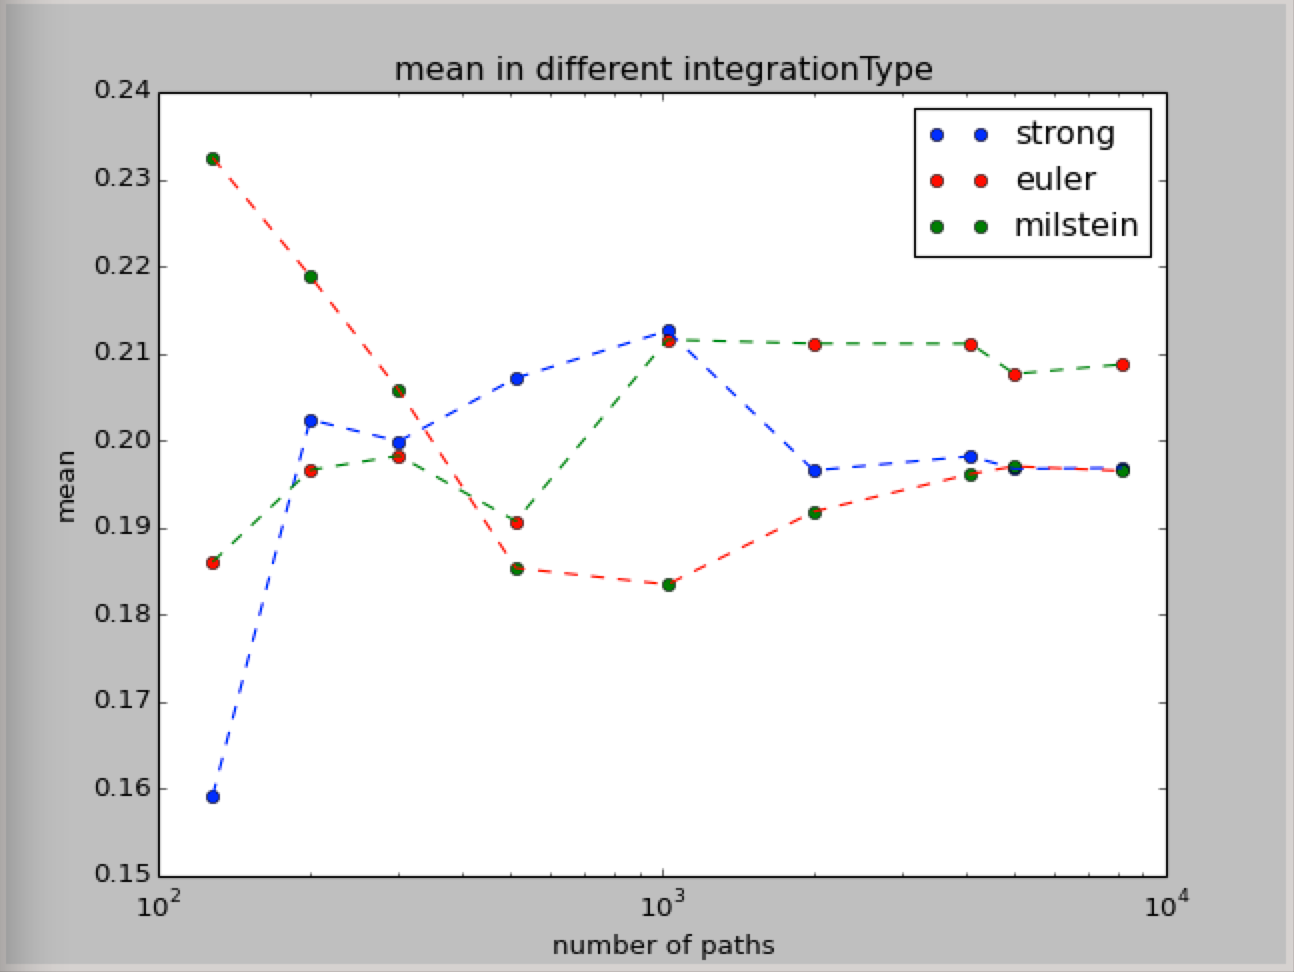 mean in different integrationType
0.24
0.23
0.22
0.21
0.20
0.19
0.18
0.17
0.16
0.15
mean
strong
euler
milstein
10²
10³
10⁴
number of paths